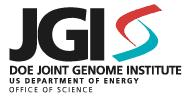 JGI
DOE JOINT GENOME INSTITUTE
US DEPARTMENT OF ENERGY
OFFICE OF SCIENCE